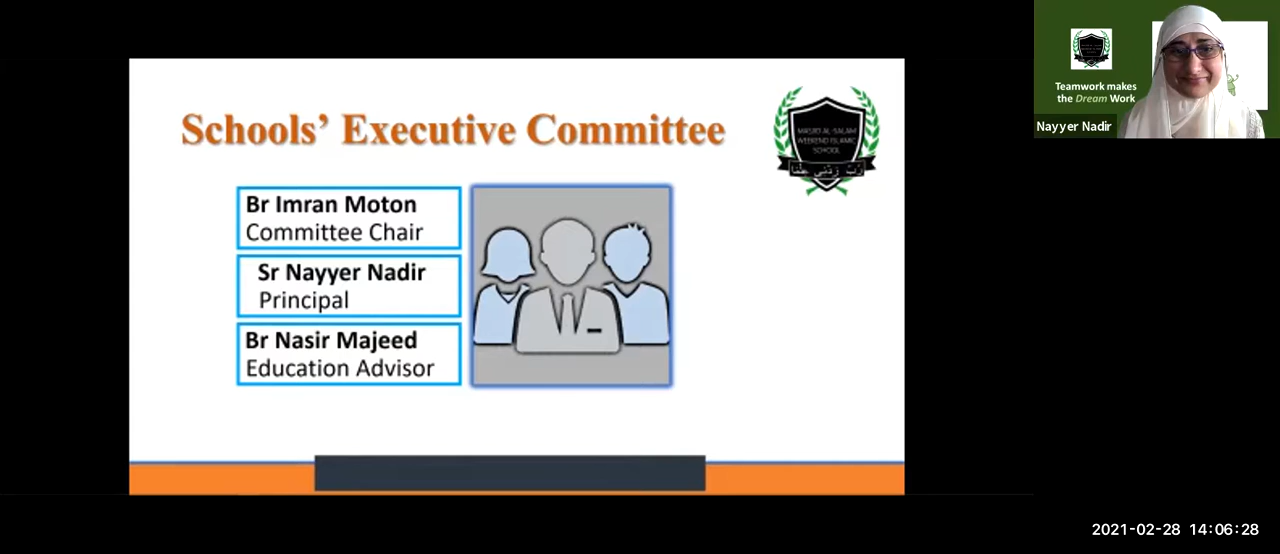 Schools’ Executive Committee
MASJID AL-SALAM
WEEKEND ISLAMIC
SCHOOL
Br Imran Moton
Committee Chair
Sr Nayyer Nadir
Principal
Br Nasir Majeed
Education Advisor
Teamwork makes
the Dream Work
Nayyer Nadir
2021-02-28 14:06:28